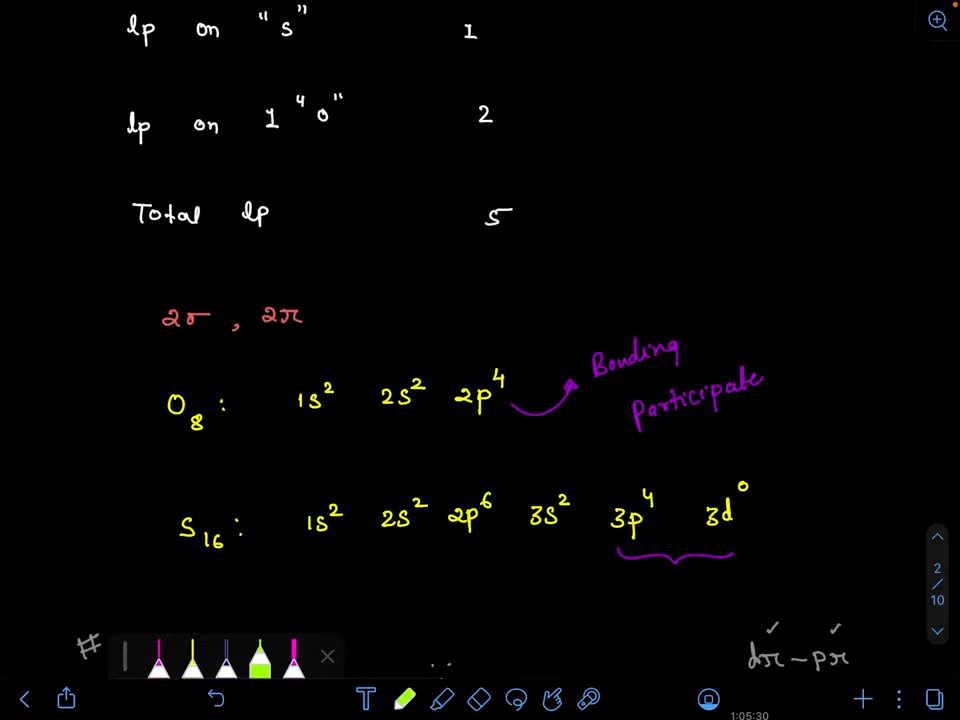 lp on "s" 1
lp on 1 "o" 2
Total lp 5
2σ , 2π
O₈ : 1s² 2s² 2p⁴ Bonding Participate
S₁₆ : 1s² 2s² 2p⁶ 3s² 3p⁴ 3d⁰
# dπ – pπ
2
/
10
1:05:30